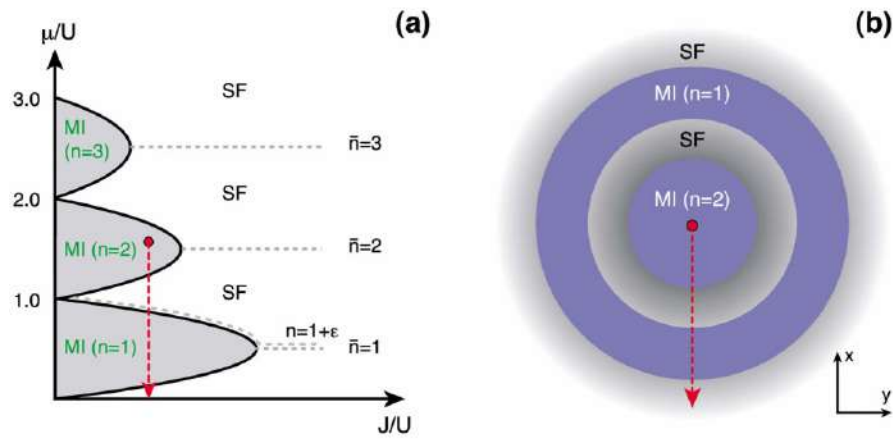 μ/U
(a)
3.0
SF
MI
(n=3)
n̄=3
2.0
SF
MI (n=2)
n̄=2
1.0
SF
n=1+ε
MI (n=1)
n̄=1
J/U
(b)
SF
MI (n=1)
SF
MI (n=2)
x
y